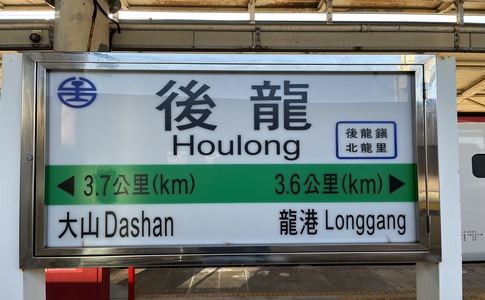 後龍
Houlong
後龍鎮
北龍里
3.7公里(km) 3.6公里(km)
大山 Dashan 龍港 Longgang